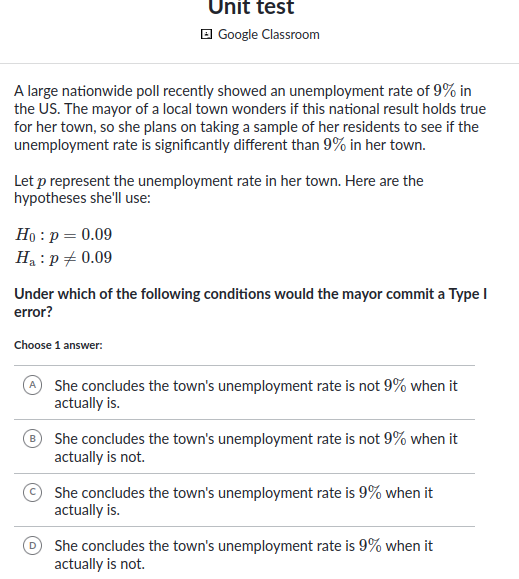 Unit test
Google Classroom
A large nationwide poll recently showed an unemployment rate of 9% in
the US. The mayor of a local town wonders if this national result holds true
for her town, so she plans on taking a sample of her residents to see if the
unemployment rate is significantly different than 9% in her town.
Let p represent the unemployment rate in her town. Here are the
hypotheses she'll use:
H₀ : p = 0.09
Hₐ : p ≠ 0.09
Under which of the following conditions would the mayor commit a Type I
error?
Choose 1 answer:
A She concludes the town's unemployment rate is not 9% when it
actually is.
B She concludes the town's unemployment rate is not 9% when it
actually is not.
C She concludes the town's unemployment rate is 9% when it
actually is.
D She concludes the town's unemployment rate is 9% when it
actually is not.